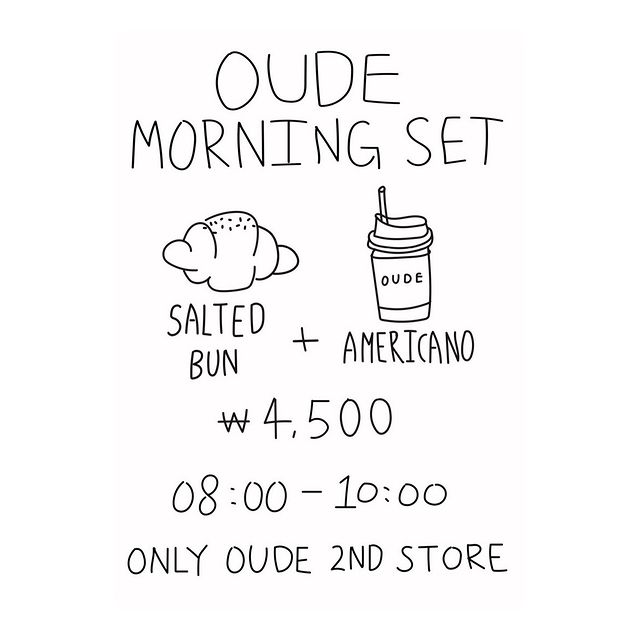 OUDE
MORNING SET
OUDE
SALTED
BUN
+
AMERICANO
₩4,500
08:00 - 10:00
ONLY OUDE 2ND STORE